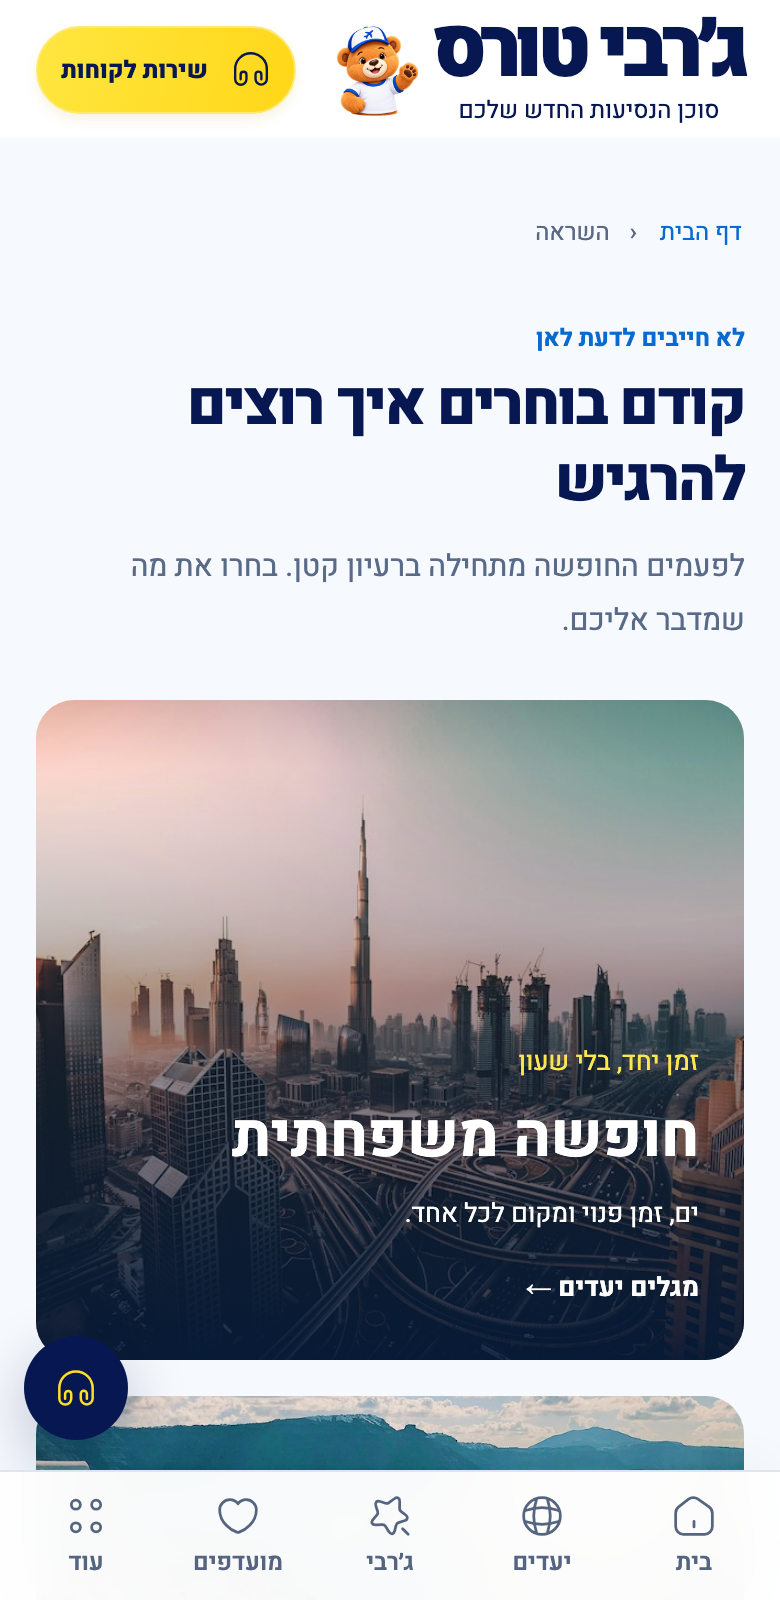 ג׳רבי טורס
סוכן הנסיעות החדש שלכם
שירות לקוחות
דף הבית › השראה
לא חייבים לדעת לאן
קודם בוחרים איך רוצים
להרגיש
לפעמים החופשה מתחילה ברעיון קטן. בחרו את מה
שמדבר אליכם.
זמן יחד, בלי שעון
חופשה משפחתית
ים, זמן פנוי ומקום לכל אחד.
מגלים יעדים ←
בית
יעדים
ג׳רבי
מועדפים
עוד